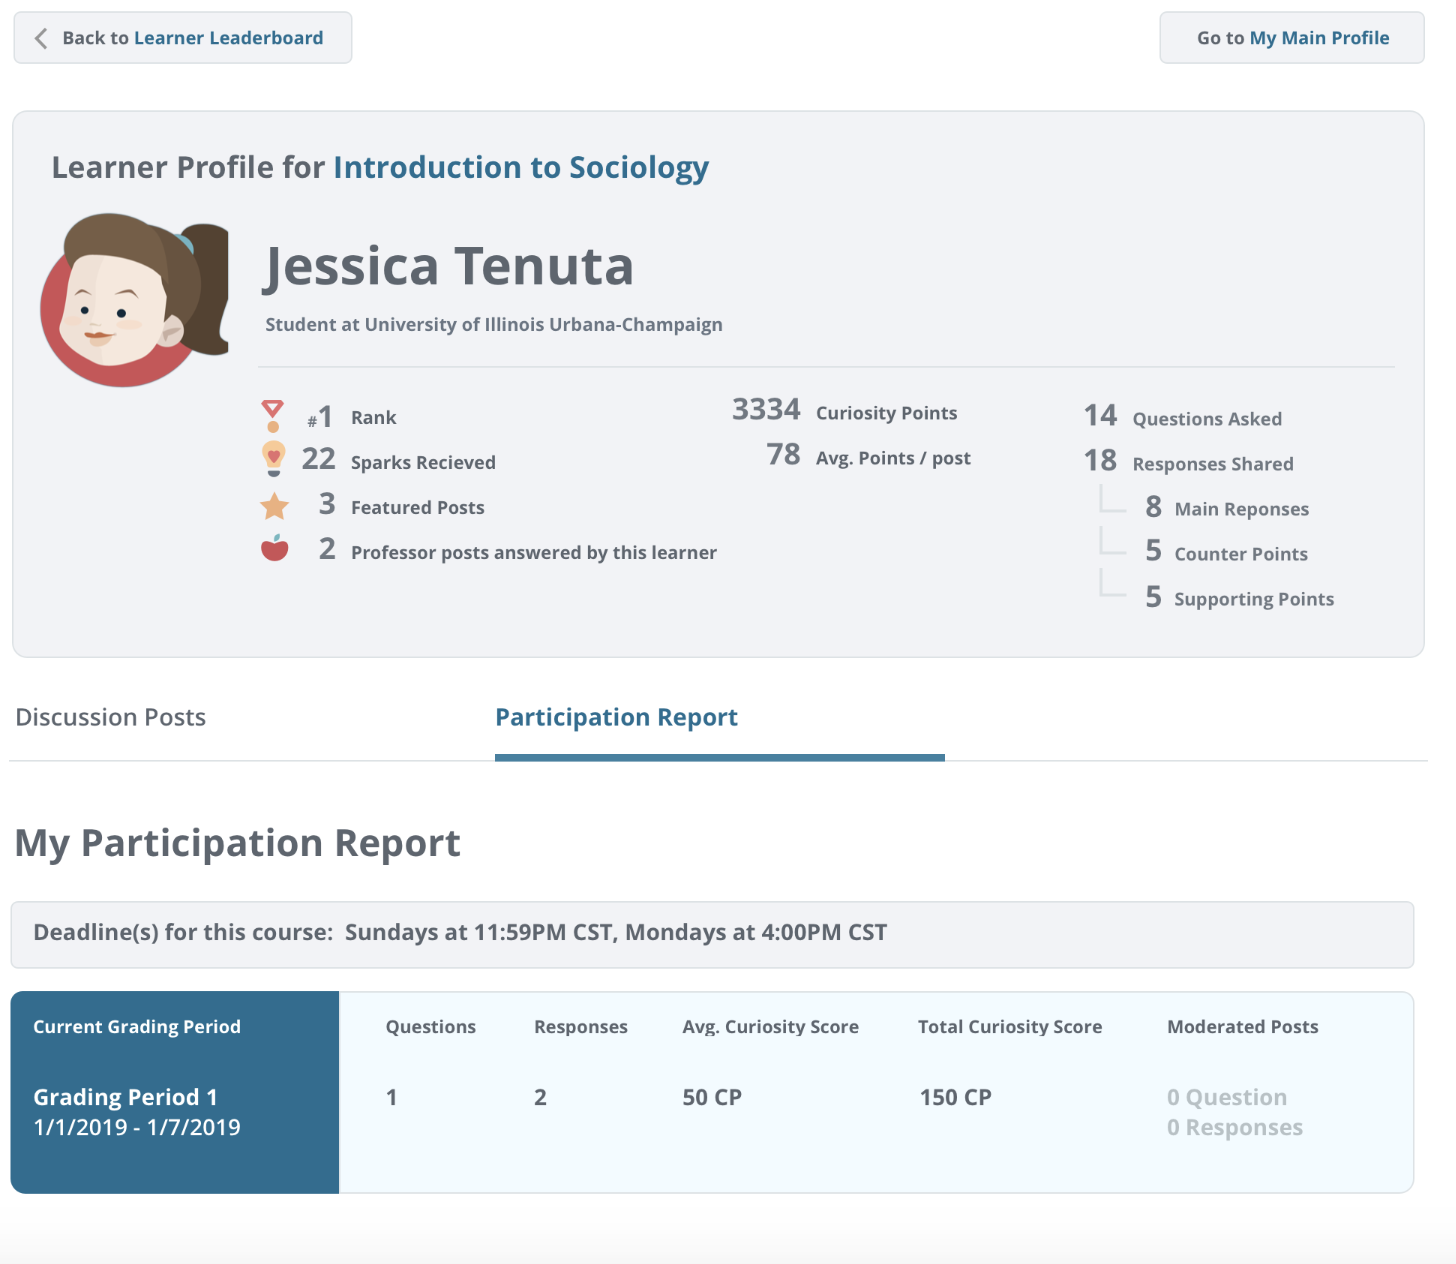 Back to Learner Leaderboard
Go to My Main Profile
Learner Profile for Introduction to Sociology
Jessica Tenuta
Student at University of Illinois Urbana-Champaign
#1 Rank
22 Sparks Recieved
3 Featured Posts
2 Professor posts answered by this learner
3334 Curiosity Points
78 Avg. Points / post
14 Questions Asked
18 Responses Shared
8 Main Reponses
5 Counter Points
5 Supporting Points
Discussion Posts
Participation Report
My Participation Report
Deadline(s) for this course: Sundays at 11:59PM CST, Mondays at 4:00PM CST
Current Grading Period
Grading Period 1
1/1/2019 - 1/7/2019
Questions Responses Avg. Curiosity Score Total Curiosity Score Moderated Posts
1 2 50 CP 150 CP 0 Question
0 Responses